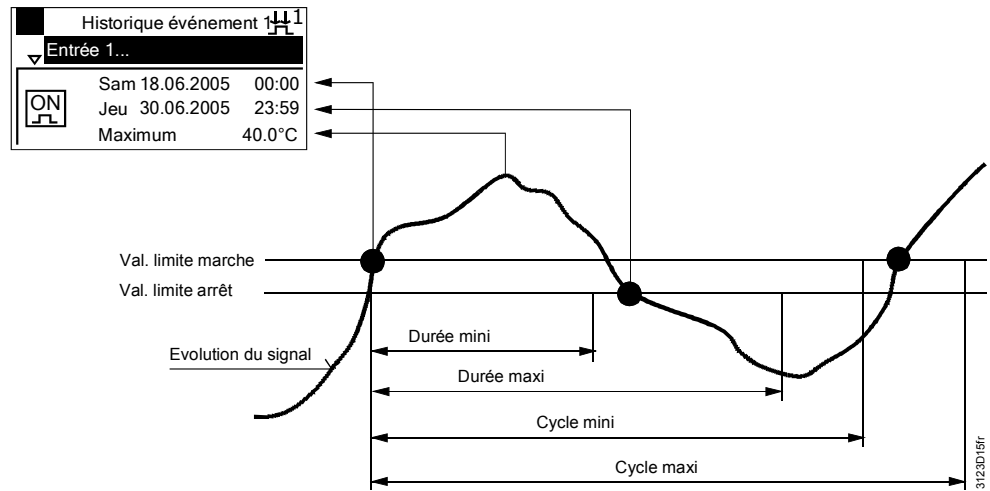 Historique événement 1 1
Entrée 1...
Sam 18.06.2005 00:00
ON
Jeu 30.06.2005 23:59
Maximum 40.0°C
Val. limite marche
Val. limite arrêt
Durée mini
Evolution du signal
Durée maxi
Cycle mini
Cycle maxi
3123D15fr